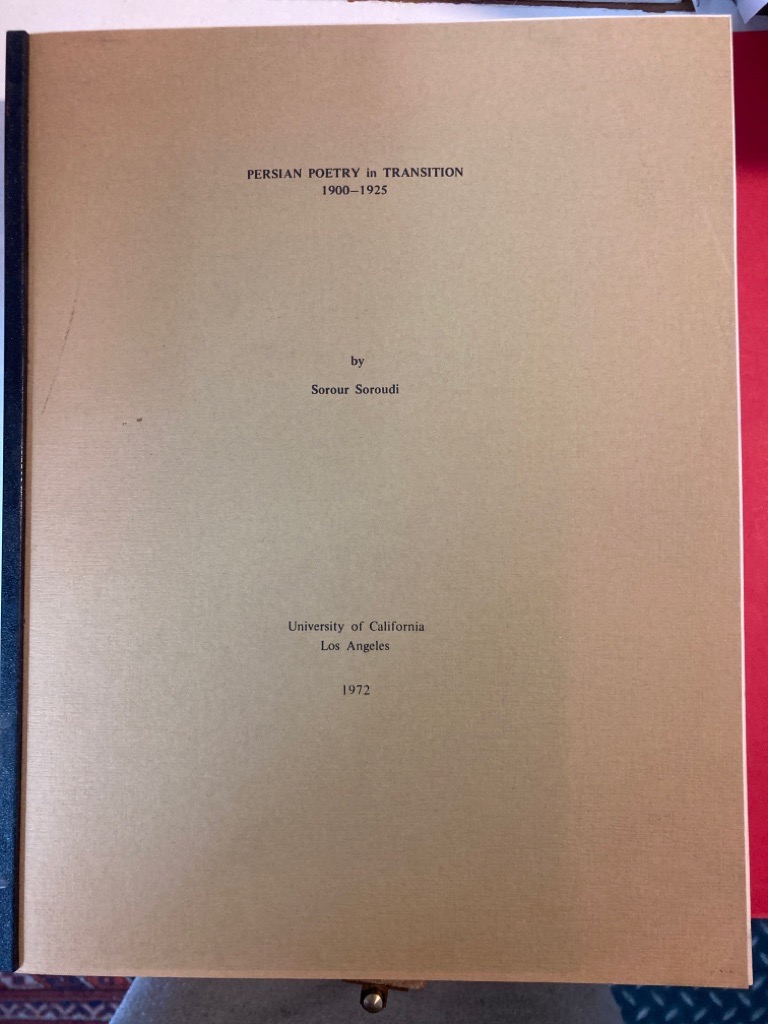 PERSIAN POETRY in TRANSITION
1900–1925
by
Sorour Soroudi
University of California
Los Angeles
1972